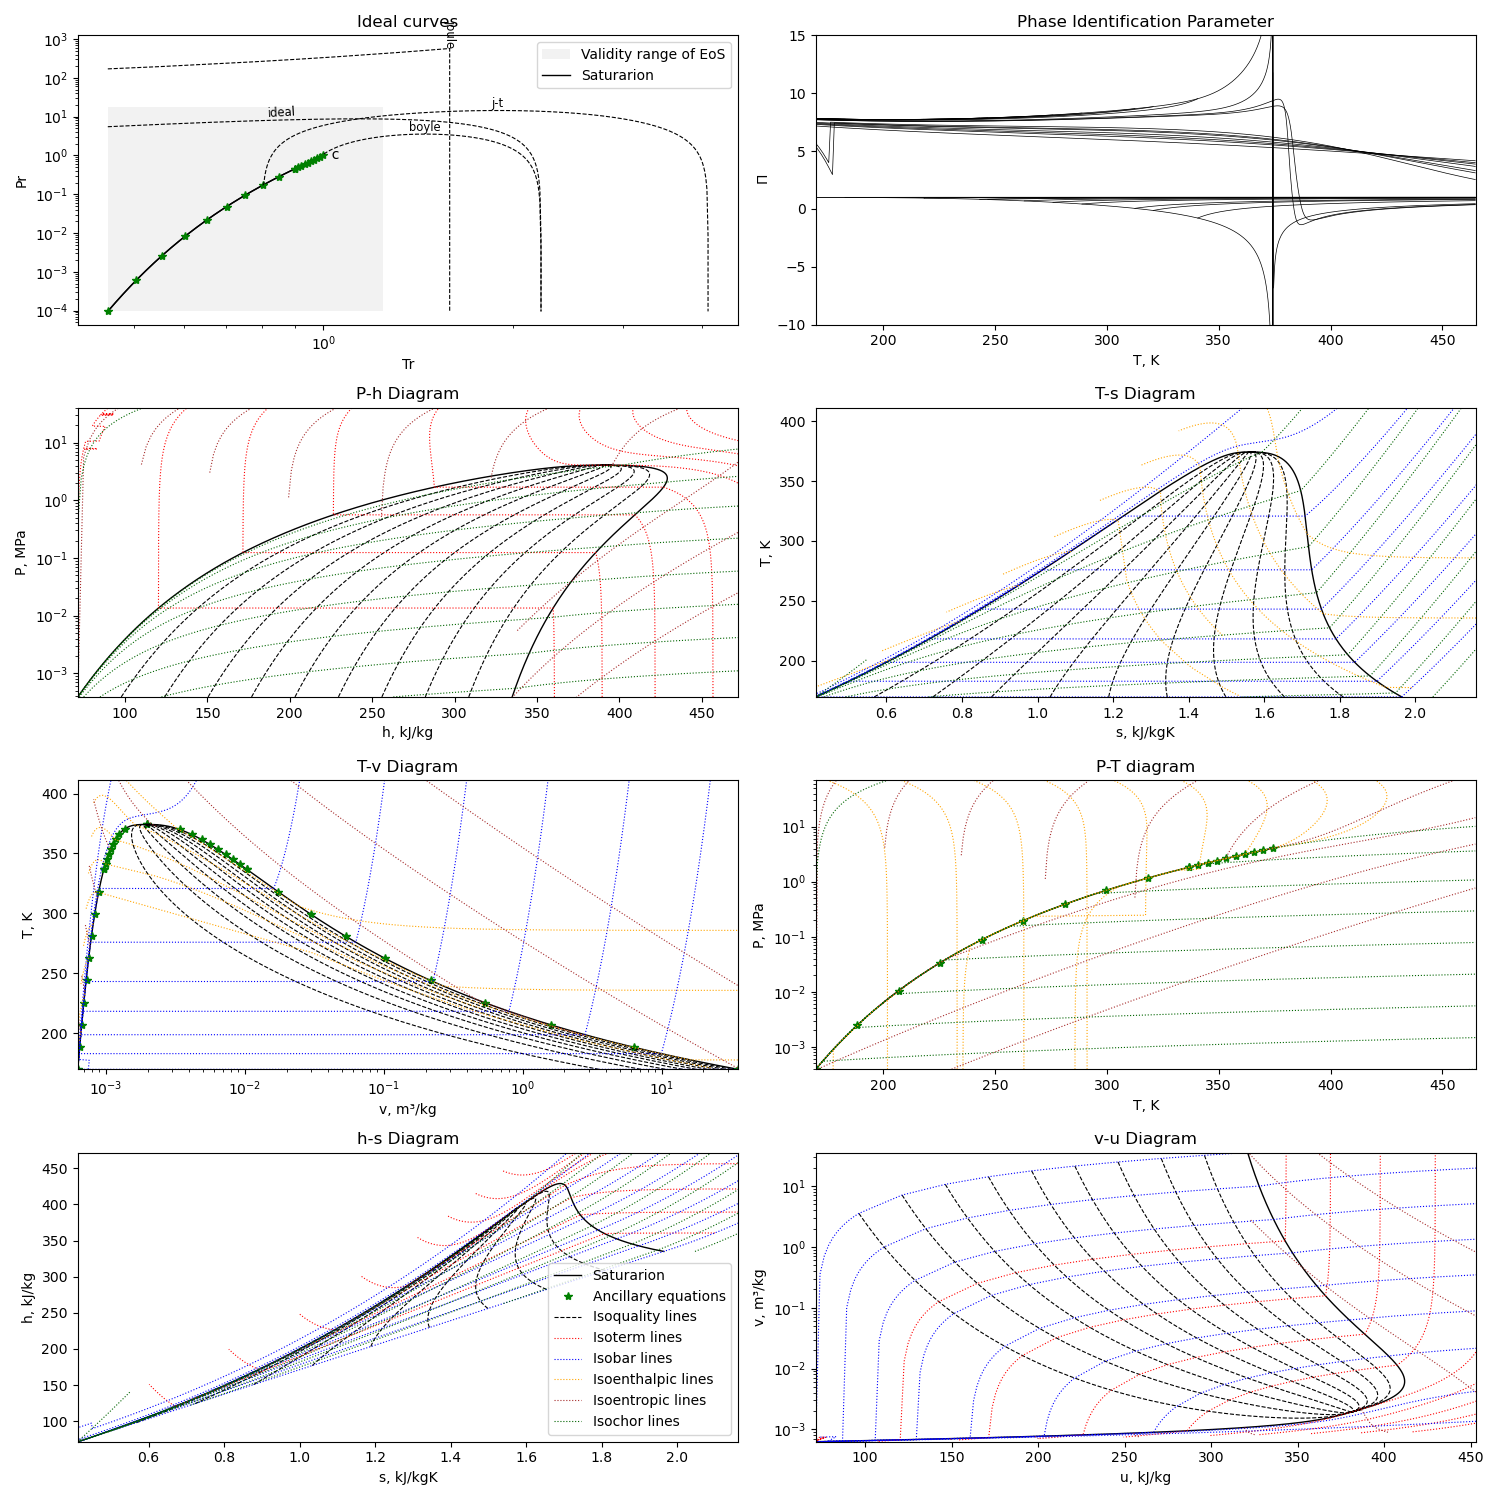 Ideal curves
Joule
10³
10²
10¹
10⁰
10⁻¹
10⁻²
10⁻³
10⁻⁴
Pr
ideal
j-t
boyle
c
Validity range of EoS
Saturarion
10⁰
Tr
Phase Identification Parameter
15
10
5
0
−5
−10
Π
200 250 300 350 400 450
T, K
P-h Diagram
10¹
10⁰
10⁻¹
10⁻²
10⁻³
P, MPa
100 150 200 250 300 350 400 450
h, kJ/kg
T-s Diagram
400
350
300
250
200
T, K
0.6 0.8 1.0 1.2 1.4 1.6 1.8 2.0
s, kJ/kgK
T-v Diagram
400
350
300
250
200
T, K
10⁻³ 10⁻² 10⁻¹ 10⁰ 10¹
v, m³/kg
P-T diagram
10¹
10⁰
10⁻¹
10⁻²
10⁻³
P, MPa
200 250 300 350 400 450
T, K
h-s Diagram
450
400
350
300
250
200
150
100
h, kJ/kg
Saturarion
Ancillary equations
Isoquality lines
Isoterm lines
Isobar lines
Isoenthalpic lines
Isoentropic lines
Isochor lines
0.6 0.8 1.0 1.2 1.4 1.6 1.8 2.0
s, kJ/kgK
v-u Diagram
10¹
10⁰
10⁻¹
10⁻²
10⁻³
v, m³/kg
100 150 200 250 300 350 400 450
u, kJ/kg